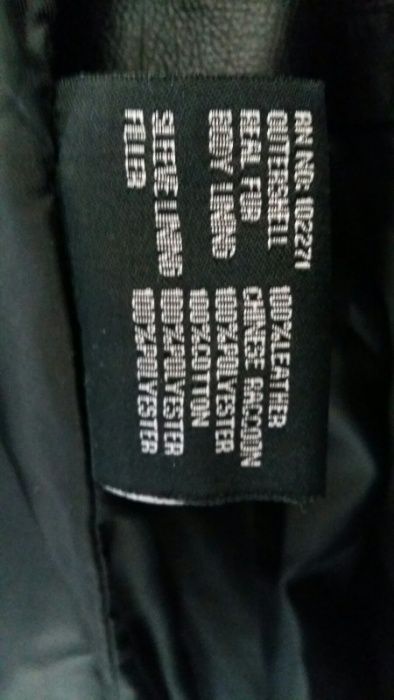 RN NO: 102271
OUTERSHELL 100%LEATHER
REAL FUR CHINESE RACCOON
BODY LINING 100%POLYESTER
100%COTTON
SLEEVE LINING 100%POLYESTER
FILLER 100%POLYESTER